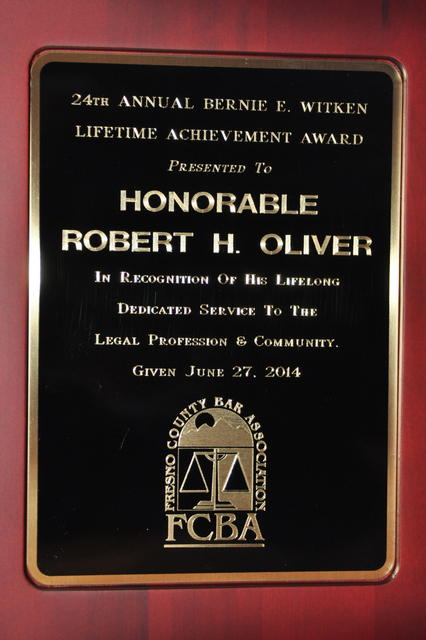 24TH ANNUAL BERNIE E. WITKEN
LIFETIME ACHIEVEMENT AWARD
PRESENTED TO
HONORABLE
ROBERT H. OLIVER
IN RECOGNITION OF HIS LIFELONG
DEDICATED SERVICE TO THE
LEGAL PROFESSION & COMMUNITY.
GIVEN JUNE 27, 2014
FRESNO COUNTY BAR ASSOCIATION
FCBA